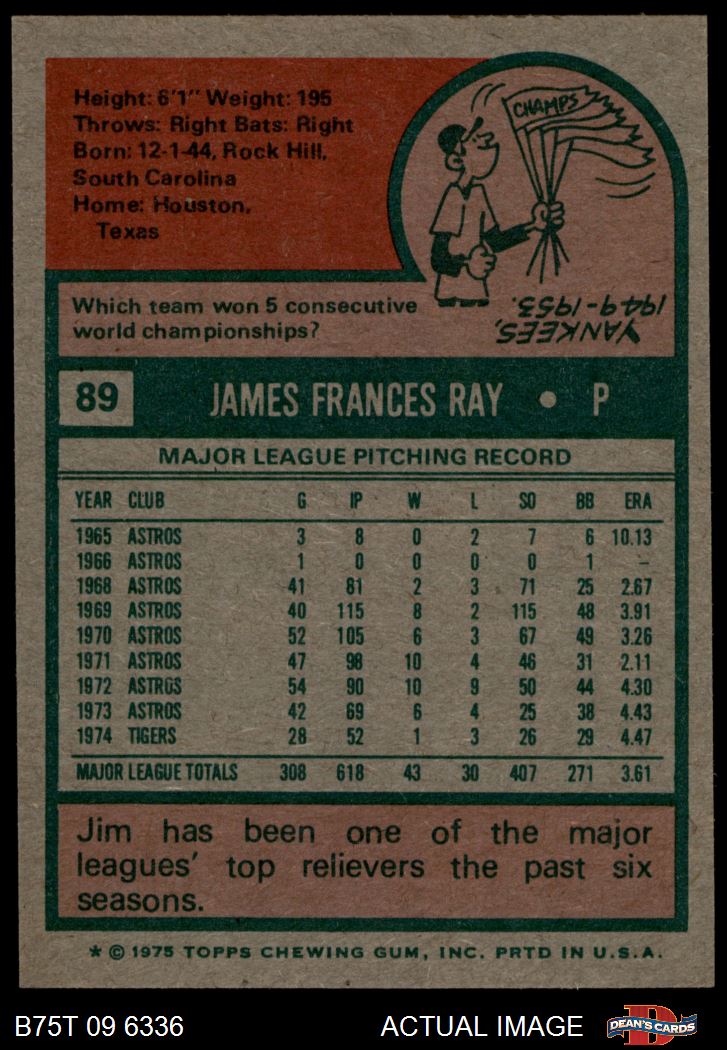 Height: 6'1" Weight: 195
Throws: Right Bats: Right
Born: 12-1-44, Rock Hill,
South Carolina
Home: Houston,
Texas
CHAMPS
Which team won 5 consecutive
world championships?
YANKEES,
1949-1953.
89 JAMES FRANCES RAY • P
MAJOR LEAGUE PITCHING RECORD
YEAR CLUB G IP W L SO BB ERA
1965 ASTROS 3 8 0 2 7 6 10.13
1966 ASTROS 1 0 0 0 0 1 –
1968 ASTROS 41 81 2 3 71 25 2.67
1969 ASTROS 40 115 8 2 115 48 3.91
1970 ASTROS 52 105 6 3 67 49 3.26
1971 ASTROS 47 98 10 4 46 31 2.11
1972 ASTROS 54 90 10 9 50 44 4.30
1973 ASTROS 42 69 6 4 25 38 4.43
1974 TIGERS 28 52 1 3 26 29 4.47
MAJOR LEAGUE TOTALS 308 618 43 30 407 271 3.61
Jim has been one of the major
leagues' top relievers the past six
seasons.
* © 1975 TOPPS CHEWING GUM, INC. PRTD IN U.S.A.
B75T 09 6336 ACTUAL IMAGE D DEAN'S CARDS